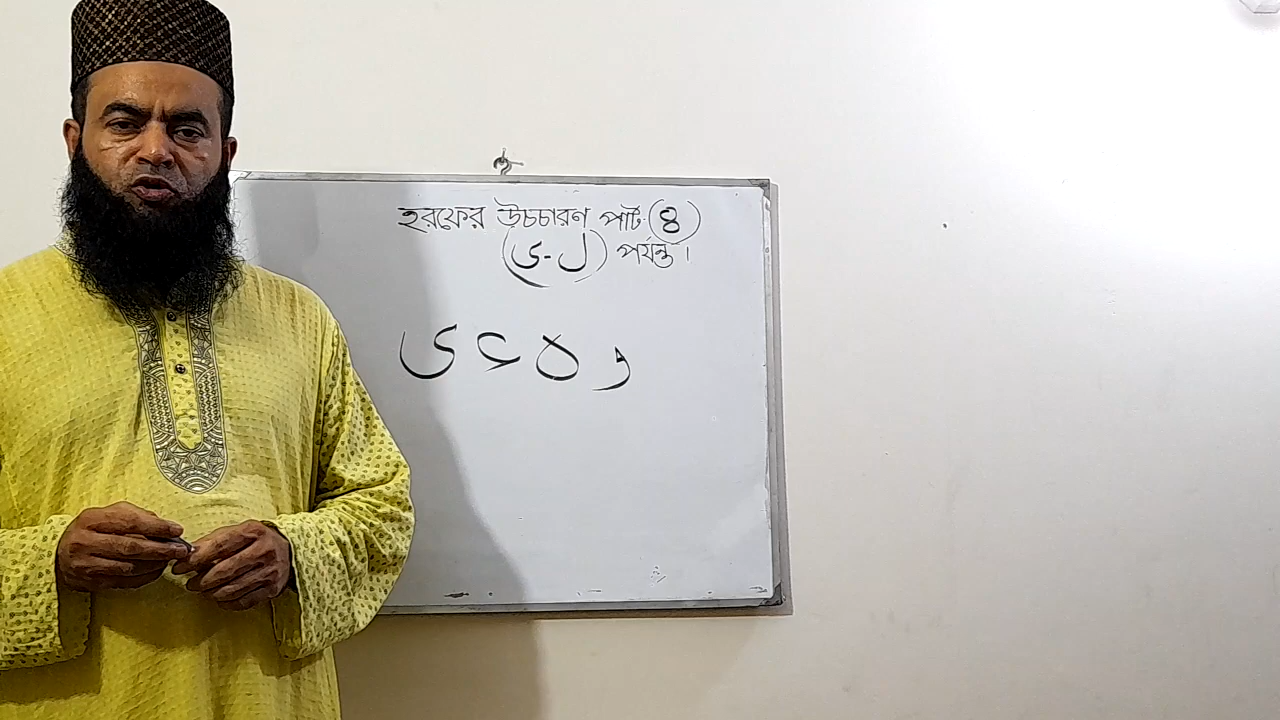 হরফের উচ্চারণ পার্ট (৪)
(ى - ل) পর্যন্ত।
و ه ء ى